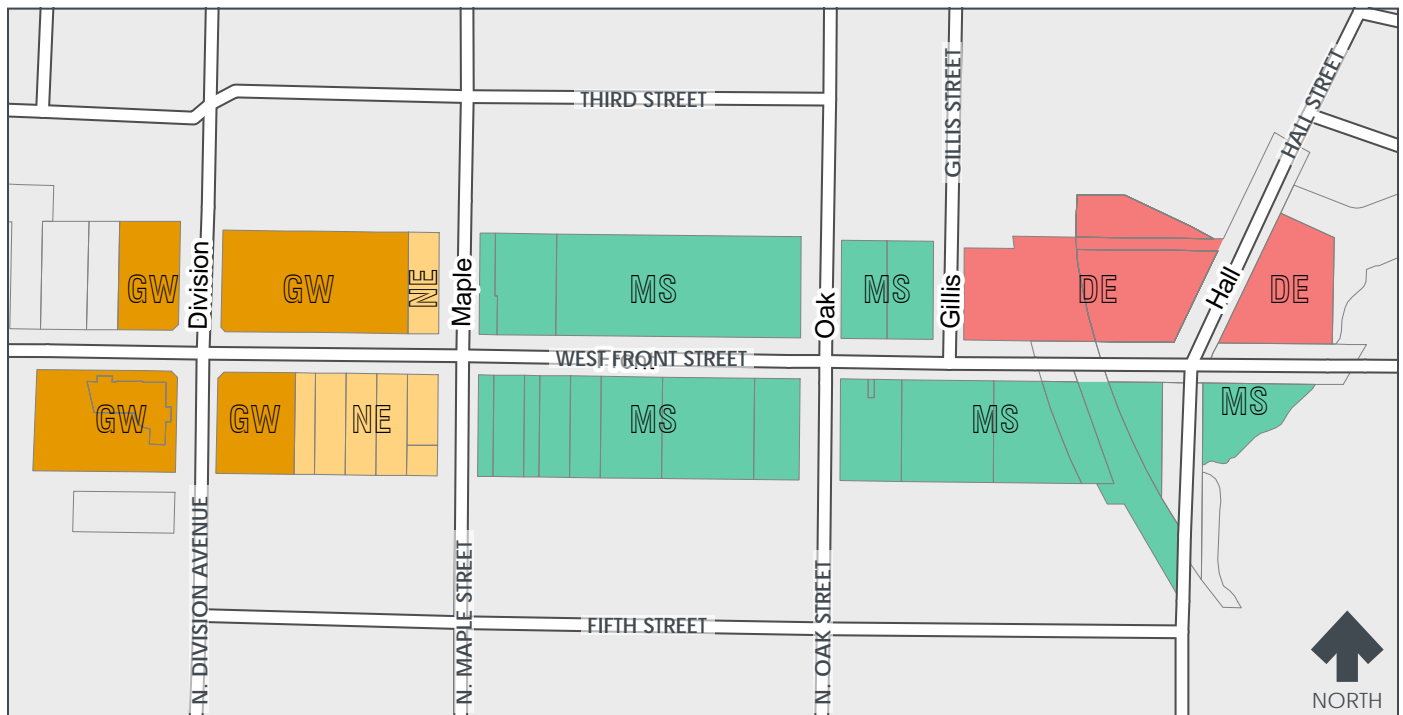 THIRD STREET
GILLIS STREET
HALL STREET
GW
Division
GW
NE
Maple
MS
Oak
MS
Gillis
DE
Hall
DE
WEST FRONT STREET
GW
GW
NE
MS
MS
MS
N. DIVISION AVENUE
N. MAPLE STREET
N. OAK STREET
FIFTH STREET
NORTH